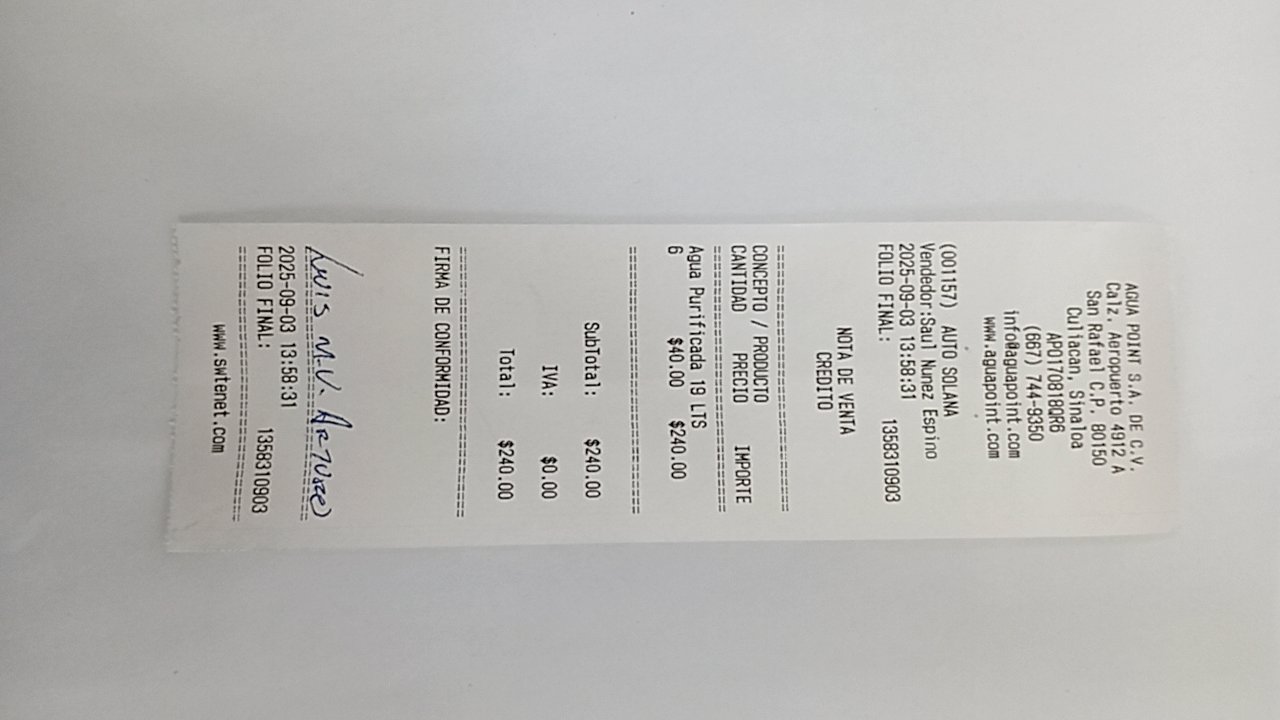 AGUA POINT S.A. DE C.V.
Calz. Aeropuerto 4912 A
San Rafael C.P. 80150
Culiacan, Sinaloa
APO170818QR6
(667) 744-9350
info@aguapoint.com
www.aguapoint.com
(001157) AUTO SOLANA
Vendedor:Saul Nunez Espino
2025-09-03 13:58:31
FOLIO FINAL: 1358310903
NOTA DE VENTA
CREDITO
CONCEPTO / PRODUCTO
CANTIDAD PRECIO IMPORTE
Agua Purificada 19 LTS
6 $40.00 $240.00
SubTotal: $240.00
IVA: $0.00
Total: $240.00
FIRMA DE CONFORMIDAD:
Luis M.V.
2025-09-03 13:58:31
FOLIO FINAL: 1358310903
www.swtenet.com